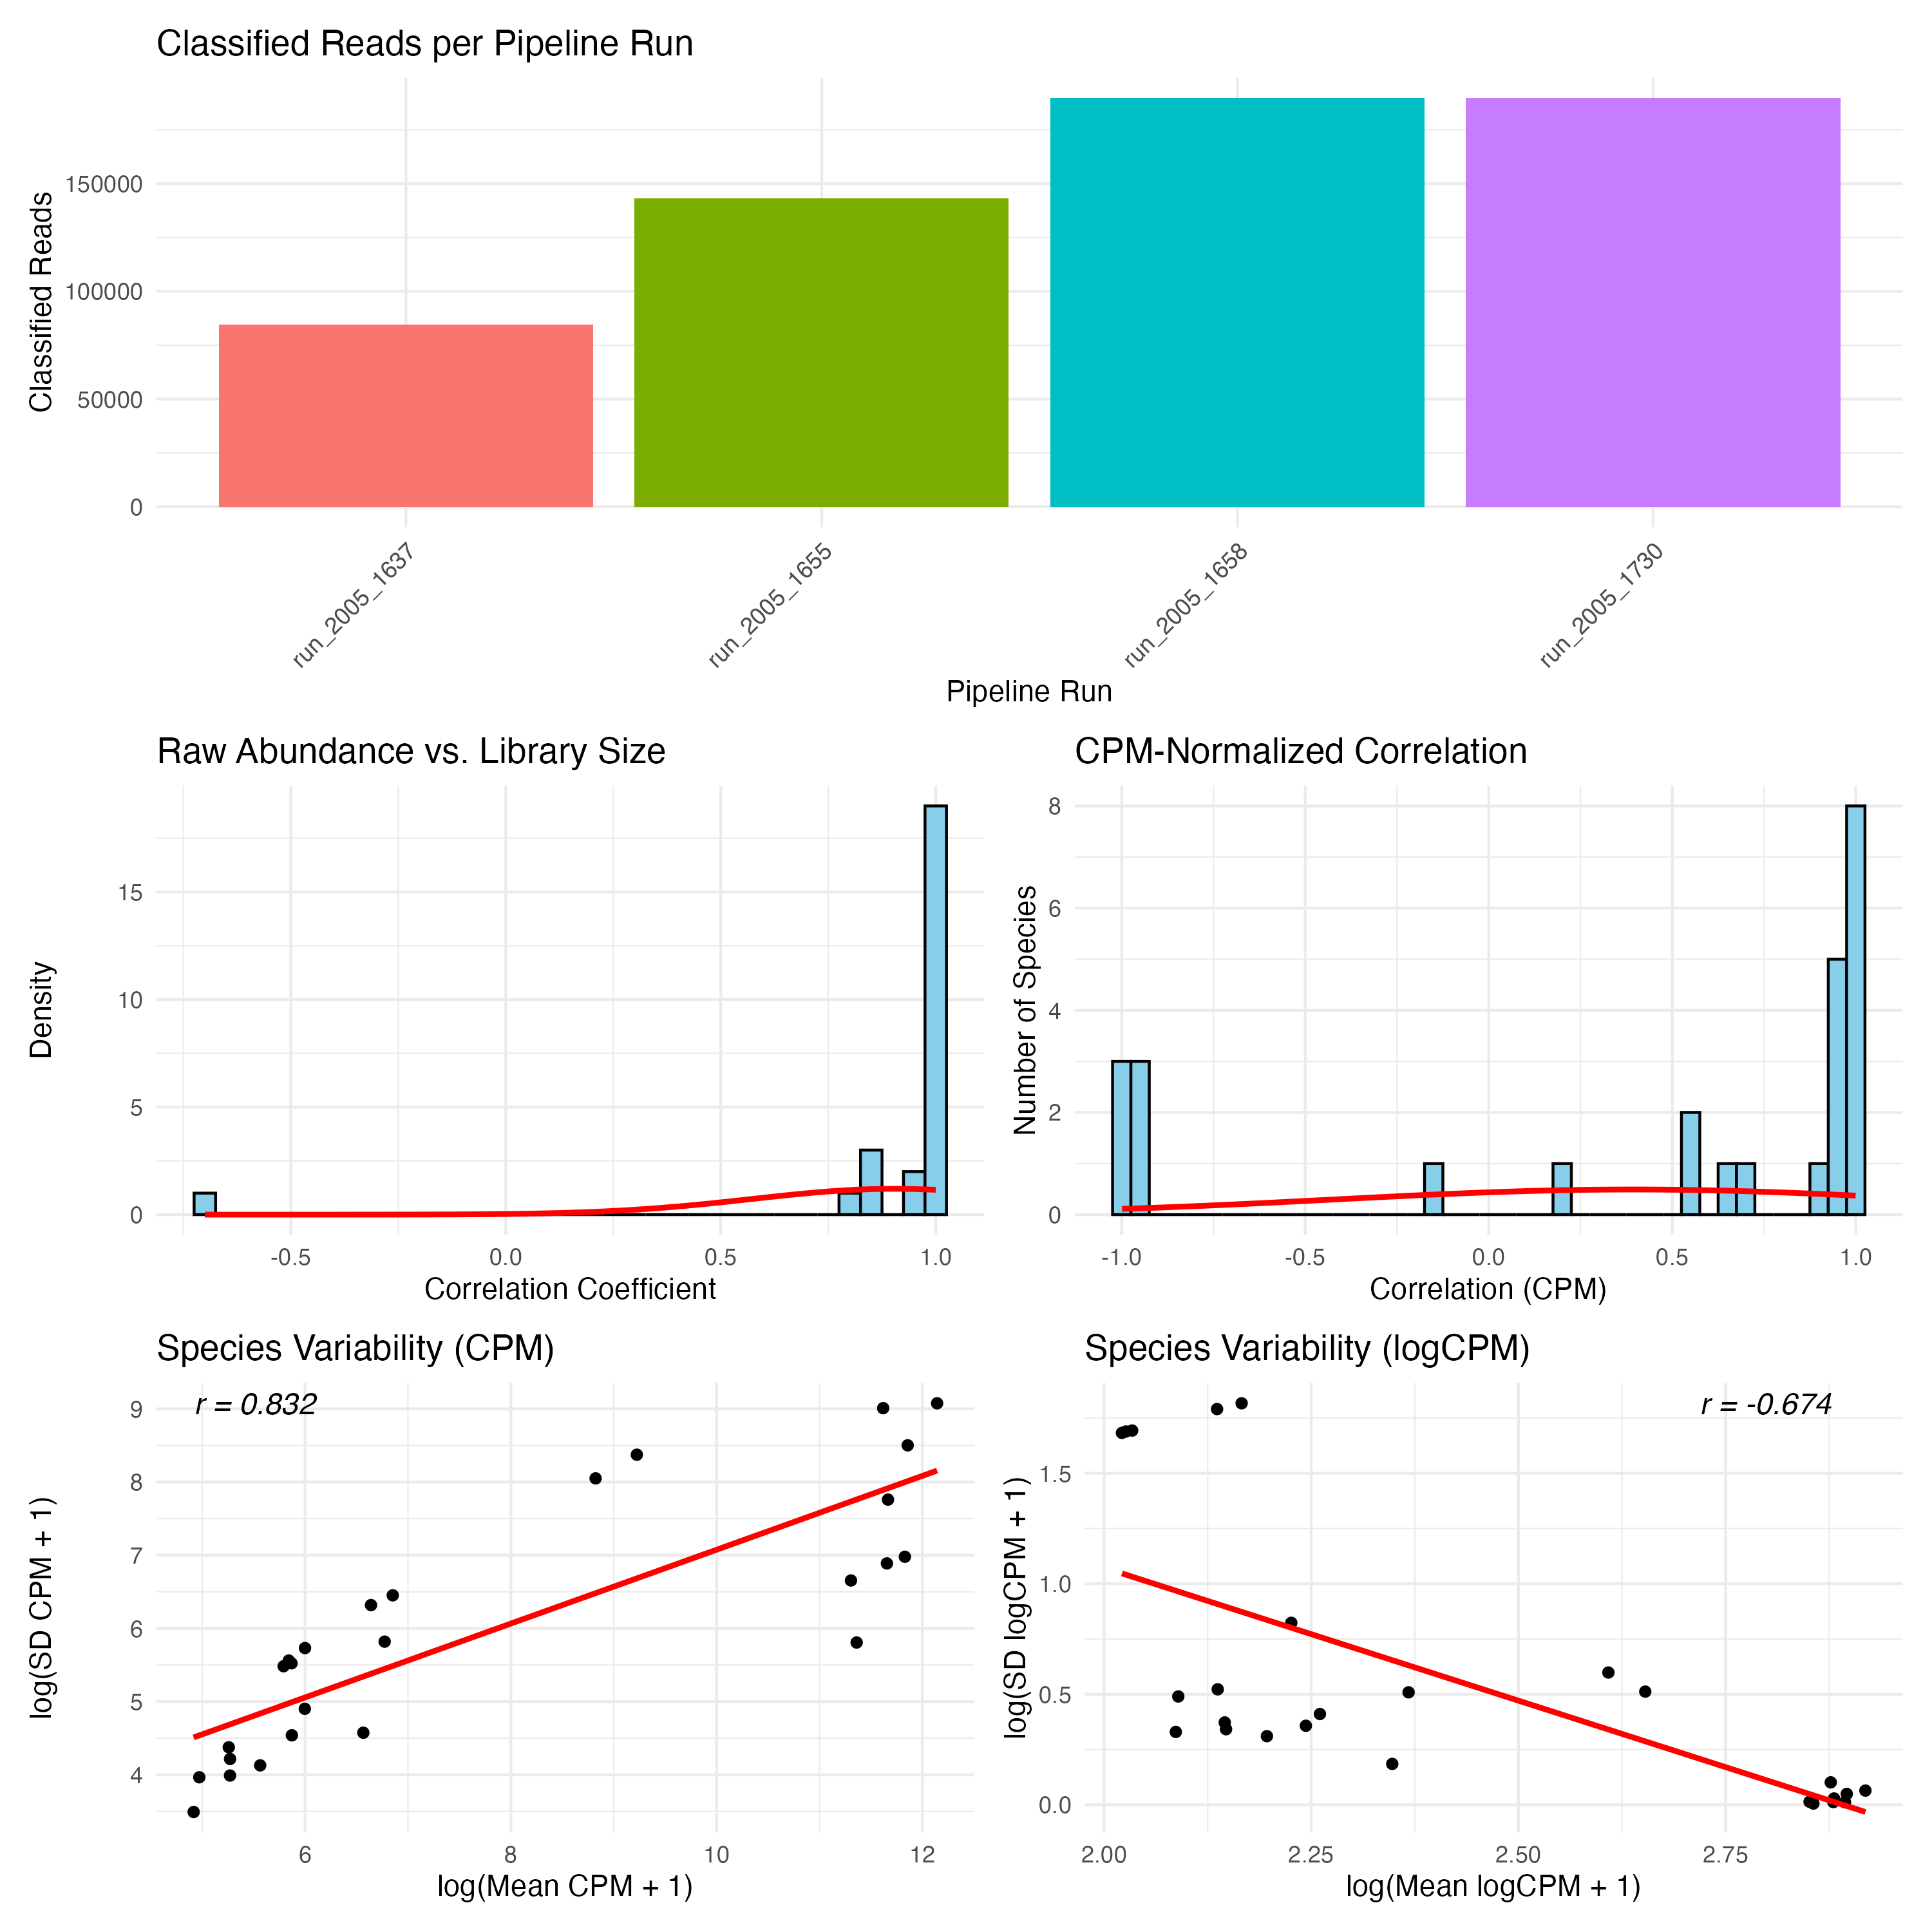 Classified Reads per Pipeline Run
Classified Reads
150000
100000
50000
0
run_2005_1637
run_2005_1655
run_2005_1658
run_2005_1730
Pipeline Run
Raw Abundance vs. Library Size
Density
15
10
5
0
-0.5
0.0
0.5
1.0
Correlation Coefficient
CPM-Normalized Correlation
Number of Species
8
6
4
2
0
-1.0
-0.5
0.0
0.5
1.0
Correlation (CPM)
Species Variability (CPM)
r = 0.832
log(SD CPM + 1)
9
8
7
6
5
4
6
8
10
12
log(Mean CPM + 1)
Species Variability (logCPM)
r = -0.674
log(SD logCPM + 1)
1.5
1.0
0.5
0.0
2.00
2.25
2.50
2.75
log(Mean logCPM + 1)